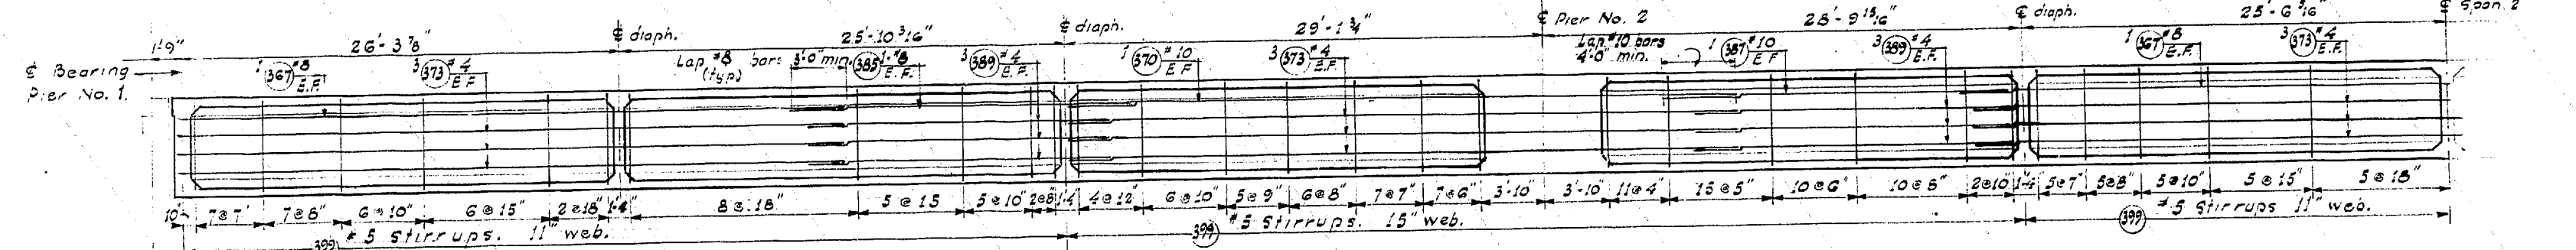 1'-9"
26'-3 7/8"
℄ diaph.
25'-10 3/16"
℄ diaph.
29'-1 3/4"
℄ Pier No. 2
28'-9 15/16"
℄ diaph.
25'-6 5/16"
℄ Span 2
℄ Bearing
Pier No. 1.
1 (367) #8 E.F.
3 (373) #4 E F
Lap #8 bars 3'-0" min.
(typ)
(385) 1-#8 E.F.
3 (389) #4 E.F.
1 (370) #10 E F
3 (373) #4 E.F.
Lap #10 bars
4'-8" min.
1 (387) #10 E F
3 (389) #4 E.F.
1 (367) #8 E.F.
3 (373) #4 E.F.
10" 7@7" 7@8" 6@10" 6@15" 2@18" 1'-4" 8@18" 5@15 5@10" 2@8" 1'-4 4@12" 6@10" 5@9" 6@8" 7@7" 7@6" 3'-10" 3'-10" 11@4" 15@5" 10@6" 10@8" 2@10" 1'-4 5@7" 5@8" 5@10" 5@15" 5@18"
(399) #5 Stirrups. 11" web.
(399) #5 Stirrups. 15" web.
(399) #5 Stirrups 11" web.